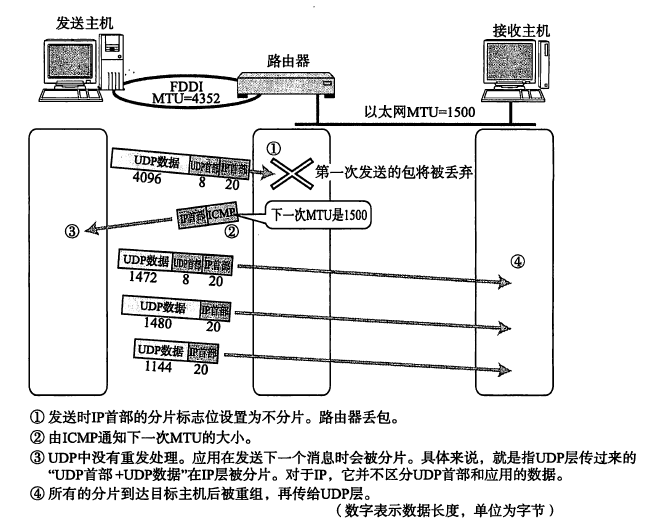 发送主机
接收主机
路由器
FDDI
MTU=4352
以太网MTU=1500
UDP数据 UDP首部 IP首部
4096 8 20
①
第一次发送的包将被丢弃
IP首部 ICMP
②
下一次MTU是1500
③
UDP数据 UDP首部 IP首部
1472 8 20
④
UDP数据 IP首部
1480 20
UDP数据 IP首部
1144 20
① 发送时IP首部的分片标志位设置为不分片。路由器丢包。
② 由ICMP通知下一次MTU的大小。
③ UDP中没有重发处理。应用在发送下一个消息时会被分片。具体来说，就是指UDP层传过来的
“UDP首部+UDP数据”在IP层被分片。对于IP，它并不区分UDP首部和应用的数据。
④ 所有的分片到达目标主机后被重组，再传给UDP层。
（数字表示数据长度，单位为字节）